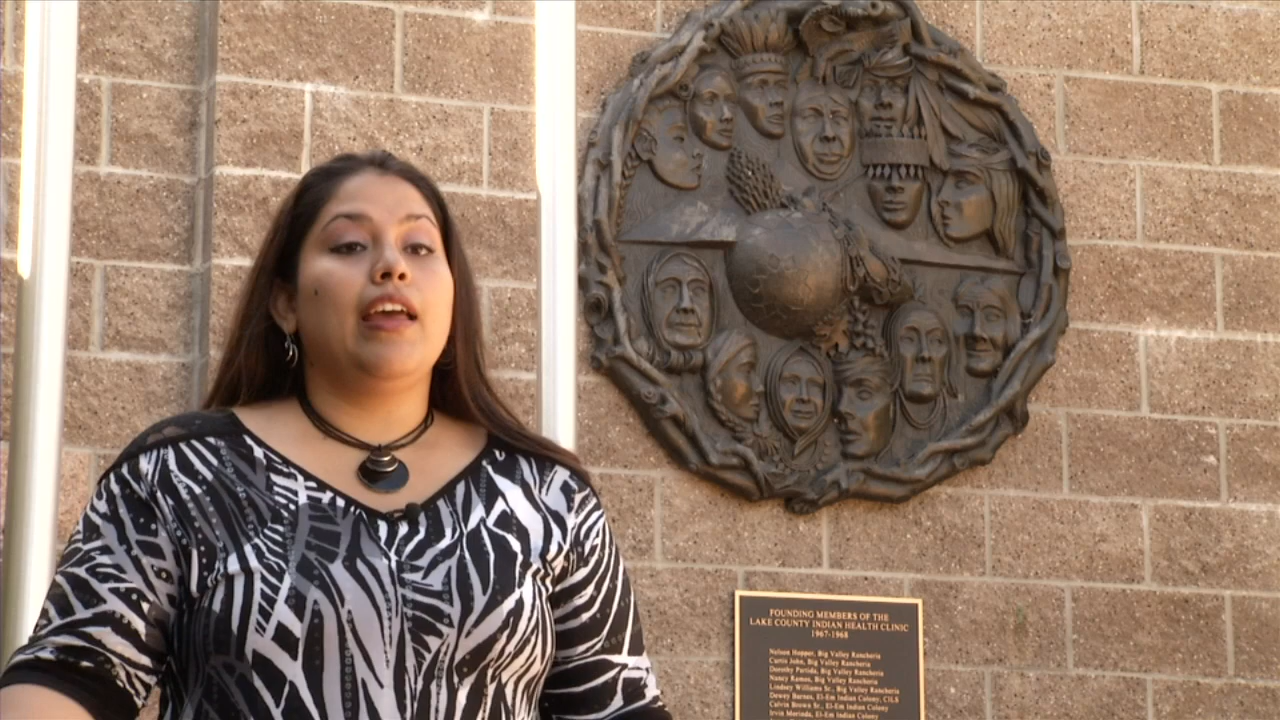 FOUNDING MEMBERS OF THE
LAKE COUNTY INDIAN HEALTH CLINIC
1967-1968
Nelson Hopper, Big Valley Rancheria
Curtis John, Big Valley Rancheria
Dorothy Partida, Big Valley Rancheria
Nancy Ramos, Big Valley Rancheria
Lindsey Williams Sr., Big Valley Rancheria
Dewey Barnes, El-Em Indian Colony, CILS
Calvin Brown Sr., El-Em Indian Colony
Irvin Morinda, El-Em Indian Colony